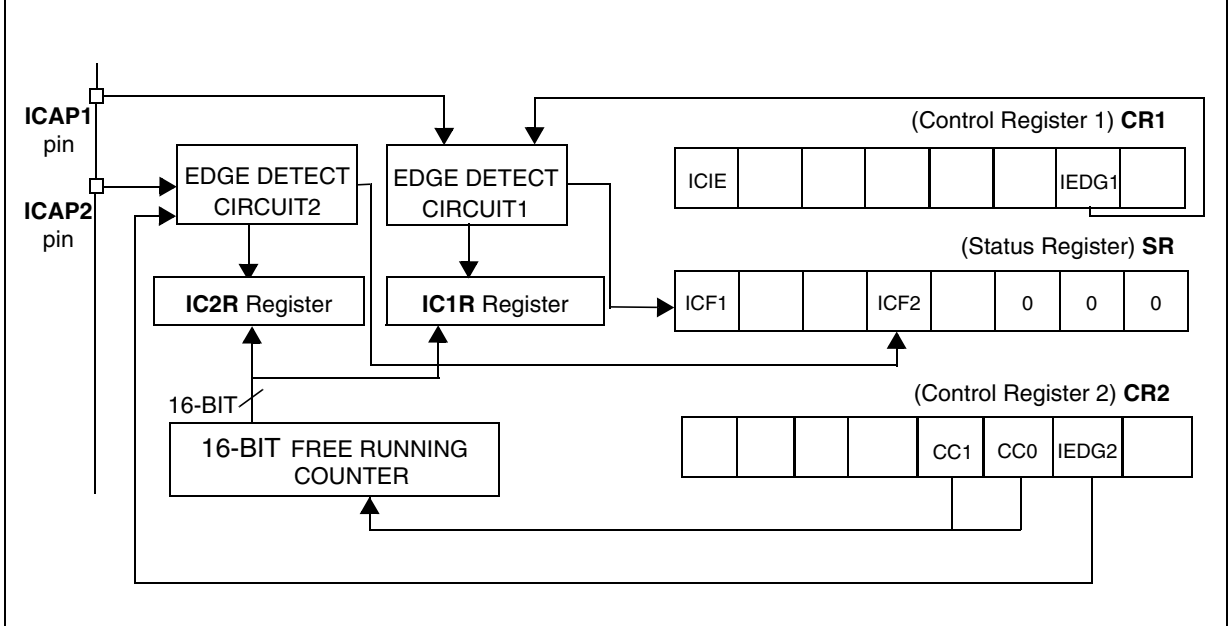 ICAP1
pin
ICAP2
pin
EDGE DETECT
CIRCUIT2
EDGE DETECT
CIRCUIT1
IC2R Register
IC1R Register
16-BIT
16-BIT FREE RUNNING
COUNTER
(Control Register 1) CR1
ICIE IEDG1
(Status Register) SR
ICF1 ICF2 0 0 0
(Control Register 2) CR2
CC1 CC0 IEDG2